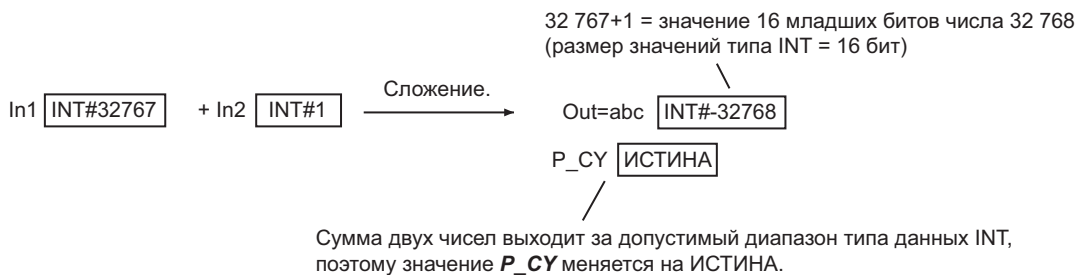 32 767+1 = значение 16 младших битов числа 32 768
(размер значений типа INT = 16 бит)
In1 INT#32767 + In2 INT#1 Сложение. Out=abc INT#-32768
P_CY ИСТИНА
Сумма двух чисел выходит за допустимый диапазон типа данных INT,
поэтому значение P_CY меняется на ИСТИНА.